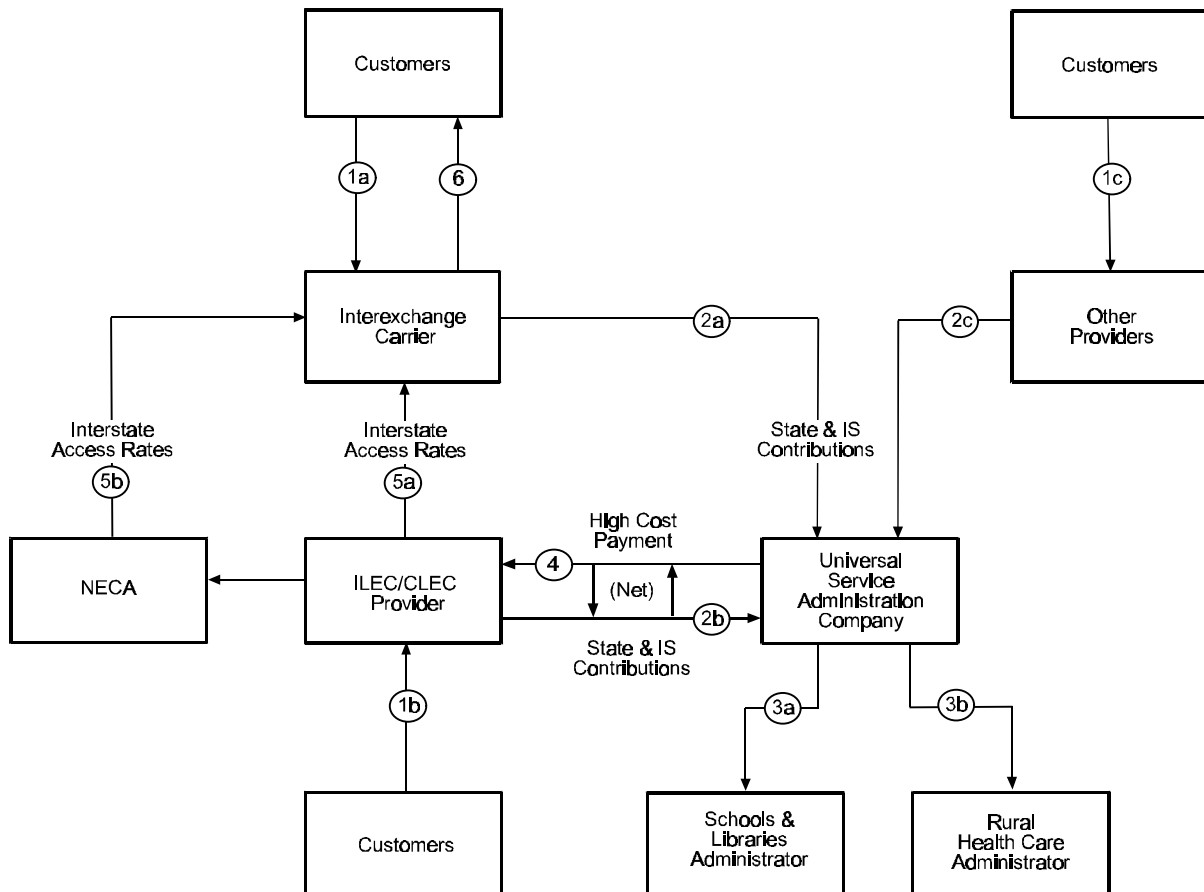 Customers
Customers
1a
6
1c
Interexchange
Carrier
2a
2c
Other
Providers
Interstate
Access Rates
5b
Interstate
Access Rates
5a
State & IS
Contributions
NECA
ILEC/CLEC
Provider
High Cost
Payment
4
(Net)
2b
State & IS
Contributions
Universal
Service
Administration
Company
1b
3a
3b
Customers
Schools &
Libraries
Administrator
Rural
Health Care
Administrator